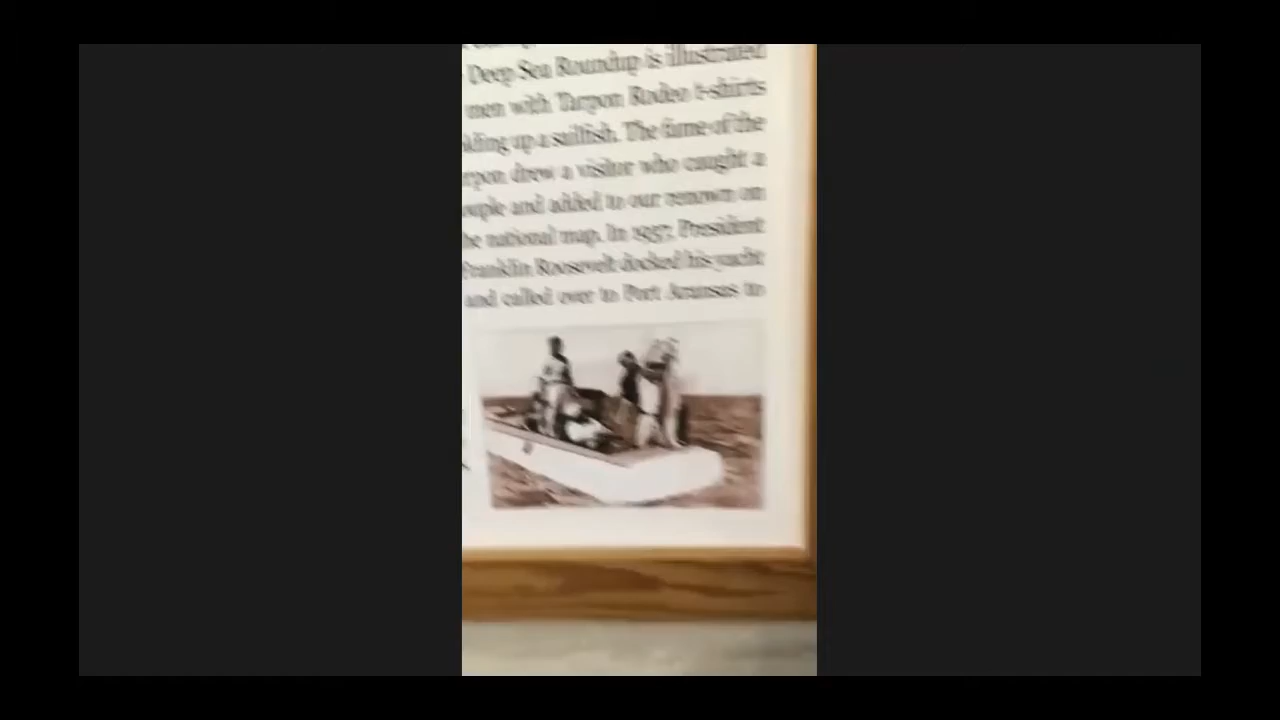 Deep Sea Roundup is illustrated
men with Tarpon Rodeo t-shirts
lding up a sailfish. The fame of the
rpon drew a visitor who caught a
ouple and added to our renown on
he national map. In 1937, President
Franklin Roosevelt docked his yacht
and called over to Port Aransas to